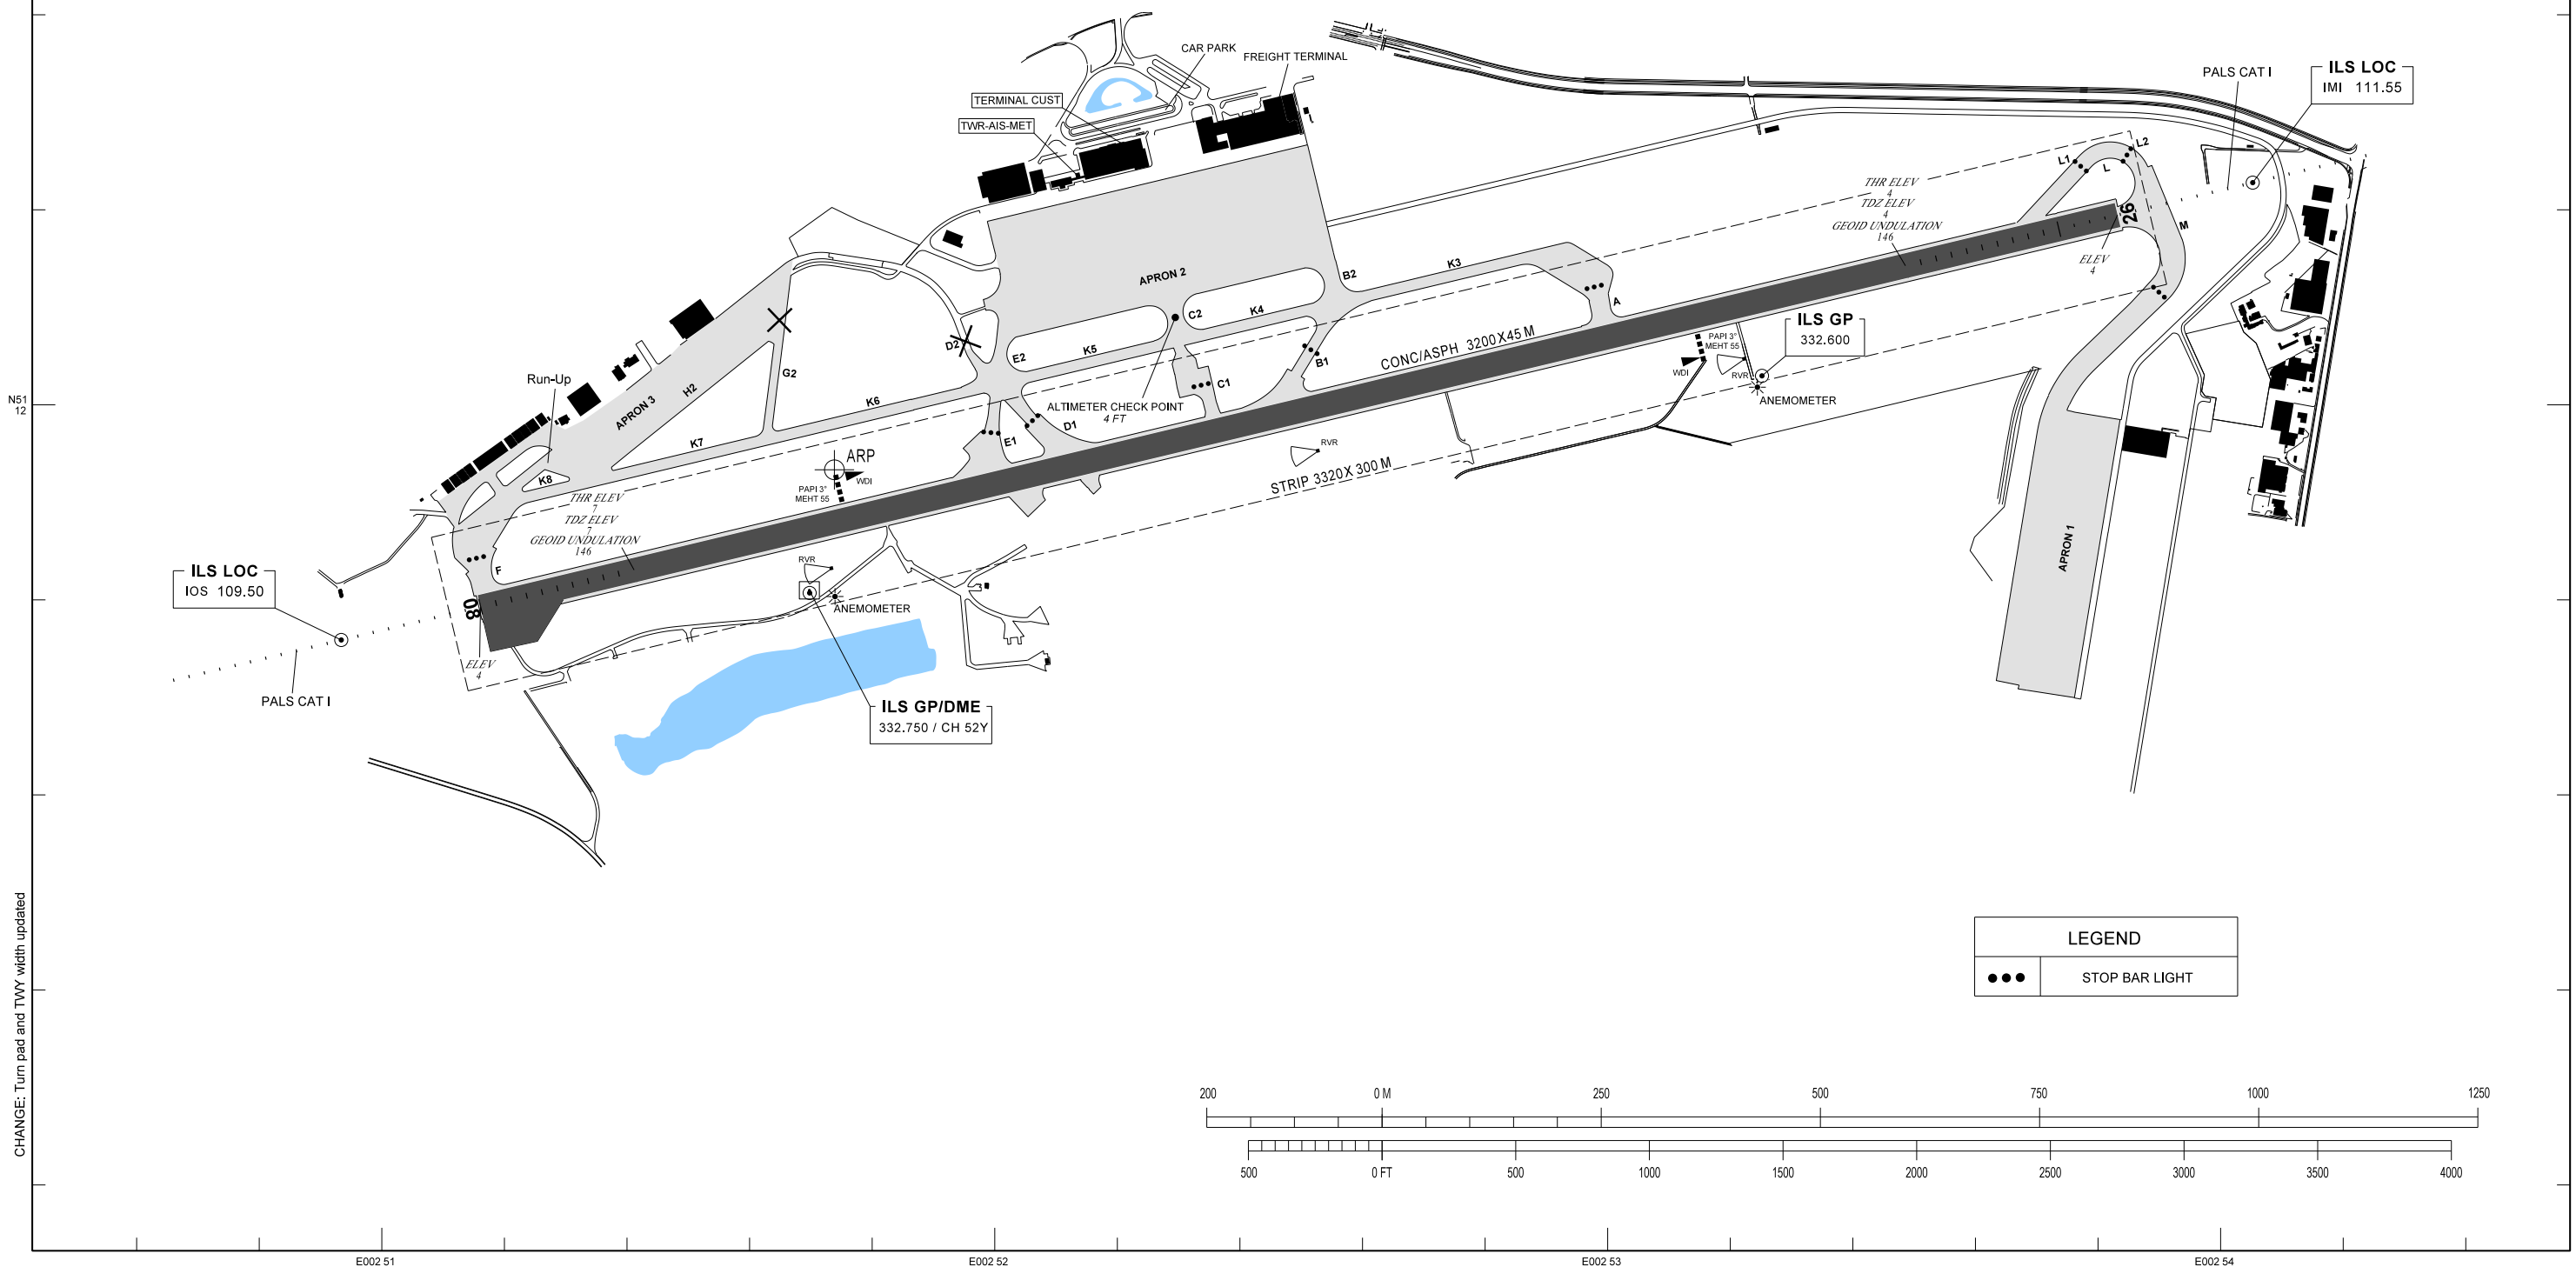 CAR PARK
FREIGHT TERMINAL
TERMINAL CUST
TWR-AIS-MET
PALS CAT I
ILS LOC
IMI 111.55
L1
L2
L
M
26
THR ELEV
4
TDZ ELEV
4
GEOID UNDULATION
146
ELEV
4
APRON 2
B2
K3
A
C2
K4
K5
E2
D2
G2
H2
K6
K7
K8
APRON 3
Run-Up
B1
C1
D1
E1
F
ALTIMETER CHECK POINT
4 FT
CONC/ASPH 3200X45 M
STRIP 3320X 300 M
PAPI 3°
MEHT 55
WDI
RVR
ILS GP
332.600
ANEMOMETER
RVR
ARP
WDI
PAPI 3°
MEHT 55
THR ELEV
7
TDZ ELEV
7
GEOID UNDULATION
146
RVR
ANEMOMETER
ILS LOC
IOS 109.50
PALS CAT I
08
ELEV
4
ILS GP/DME
332.750 / CH 52Y
APRON 1
N51
12
CHANGE: Turn pad and TWY width updated
LEGEND
STOP BAR LIGHT
200 0 M 250 500 750 1000 1250
500 0 FT 500 1000 1500 2000 2500 3000 3500 4000
E002 51 E002 52 E002 53 E002 54